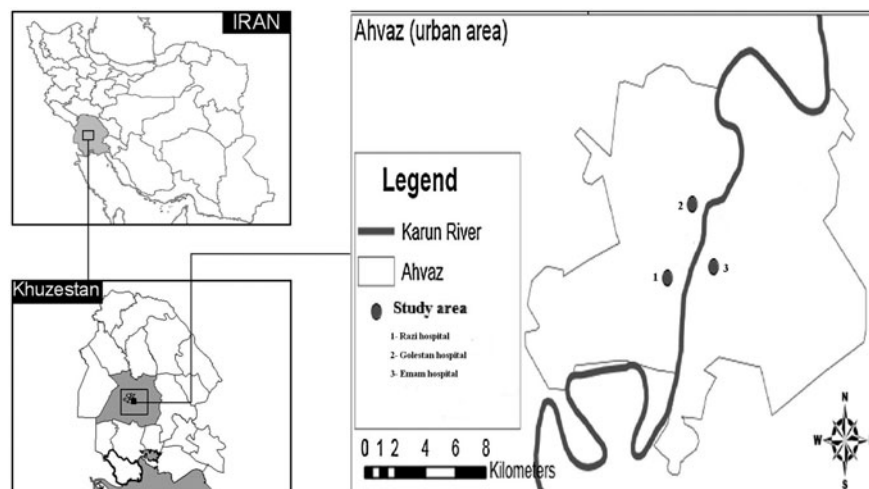 IRAN
Khuzestan
Ahvaz (urban area)
Legend
Karun River
Ahvaz
Study area
1- Razi hospital
2- Golestan hospital
3- Emam hospital
0 1 2 4 6 8
Kilometers
2
1
3
N
W E
S